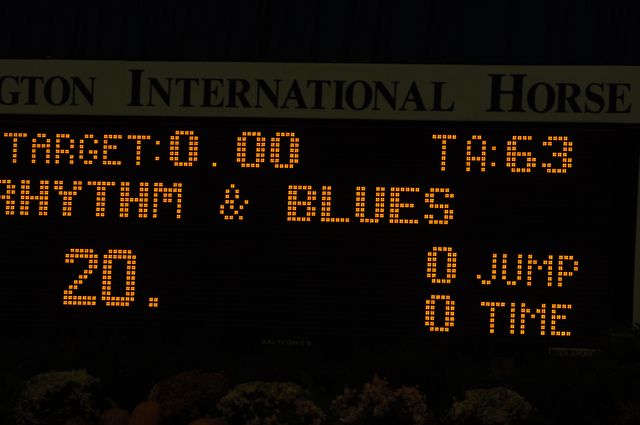 GTON INTERNATIONAL HORSE
TARGET:0.00 TA:63
RHYTHM & BLUES
20. 0 JUMP
0 TIME